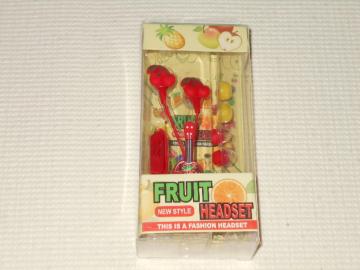 FRUIT
NEW STYLE HEADSET
THIS IS A FASHION HEADSET